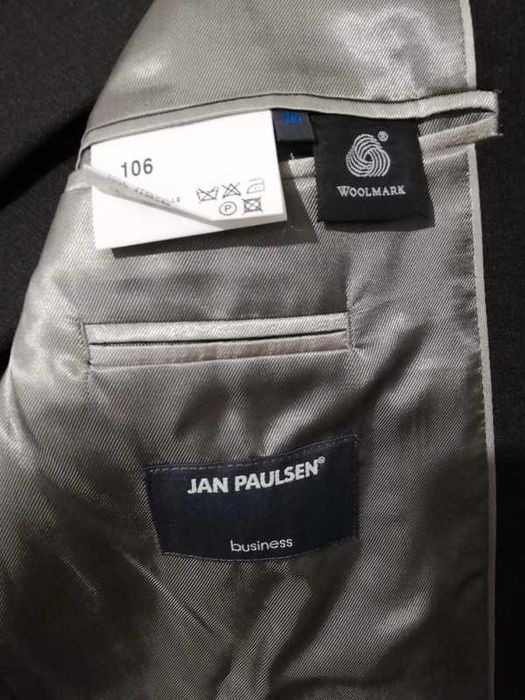 106
®
WOOLMARK
P
JAN PAULSEN®
business